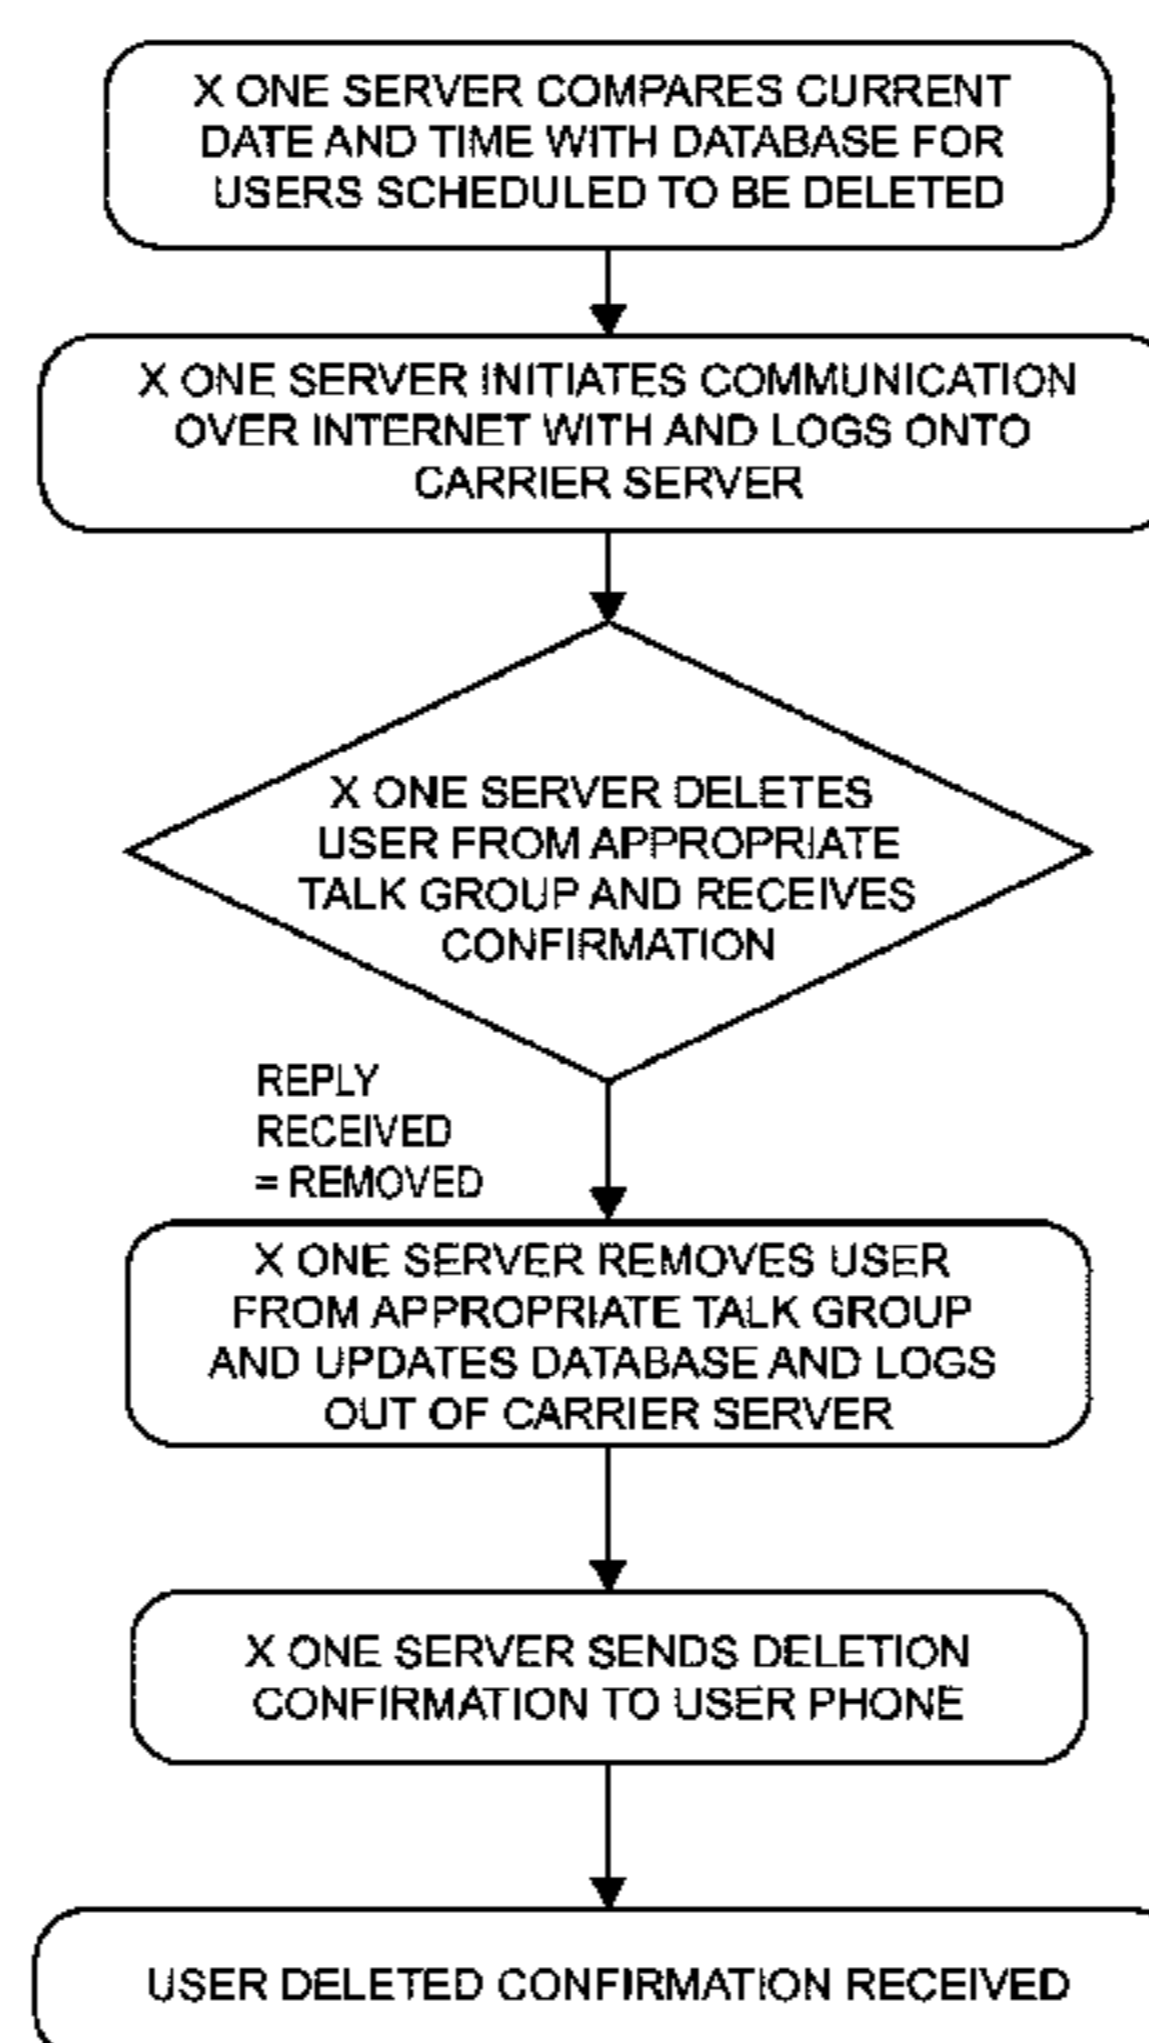 X ONE SERVER COMPARES CURRENT
DATE AND TIME WITH DATABASE FOR
USERS SCHEDULED TO BE DELETED
X ONE SERVER INITIATES COMMUNICATION
OVER INTERNET WITH AND LOGS ONTO
CARRIER SERVER
X ONE SERVER DELETES
USER FROM APPROPRIATE
TALK GROUP AND RECEIVES
CONFIRMATION
REPLY
RECEIVED
= REMOVED
X ONE SERVER REMOVES USER
FROM APPROPRIATE TALK GROUP
AND UPDATES DATABASE AND LOGS
OUT OF CARRIER SERVER
X ONE SERVER SENDS DELETION
CONFIRMATION TO USER PHONE
USER DELETED CONFIRMATION RECEIVED